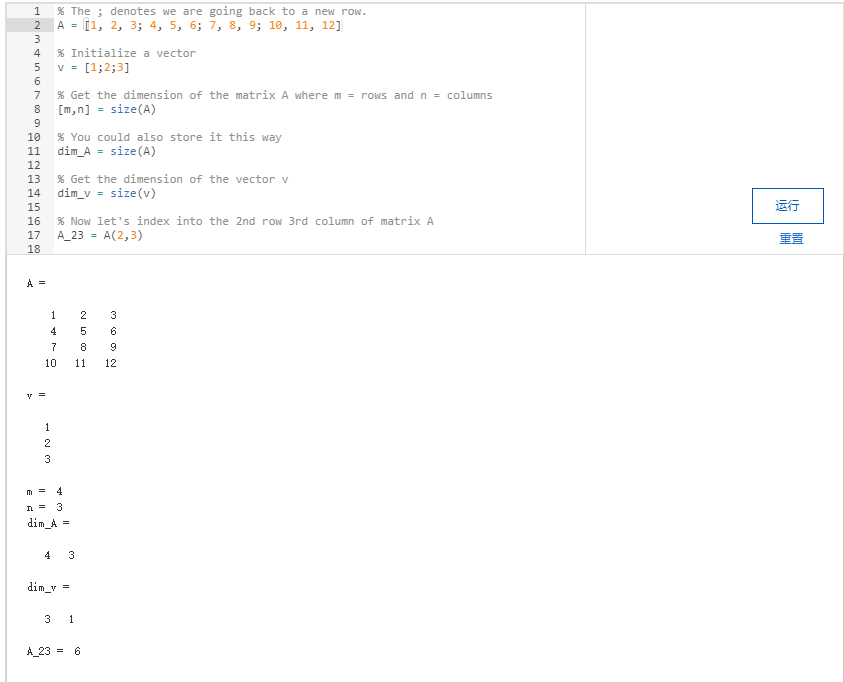 1 % The ; denotes we are going back to a new row.
2 A = [1, 2, 3; 4, 5, 6; 7, 8, 9; 10, 11, 12]
3
4 % Initialize a vector
5 v = [1;2;3]
6
7 % Get the dimension of the matrix A where m = rows and n = columns
8 [m,n] = size(A)
9
10 % You could also store it this way
11 dim_A = size(A)
12
13 % Get the dimension of the vector v
14 dim_v = size(v)
15
16 % Now let's index into the 2nd row 3rd column of matrix A
17 A_23 = A(2,3)
18
运行
重置
A =
1 2 3
4 5 6
7 8 9
10 11 12
v =
1
2
3
m = 4
n = 3
dim_A =
4 3
dim_v =
3 1
A_23 = 6